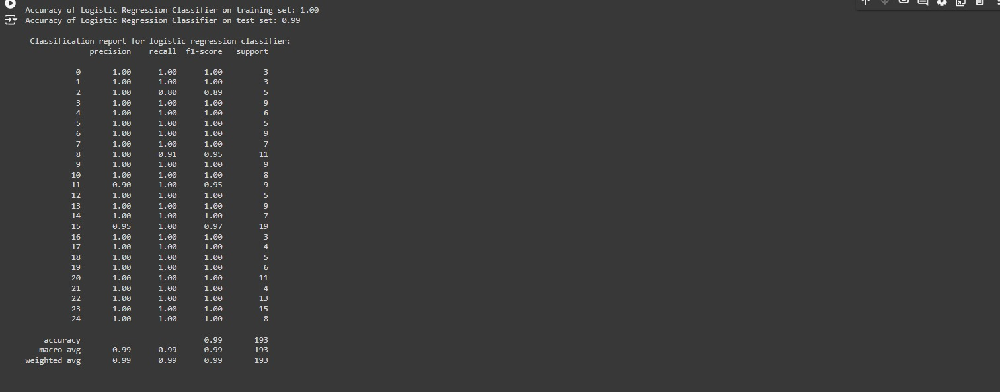 Accuracy of Logistic Regression Classifier on training set: 1.00
Accuracy of Logistic Regression Classifier on test set: 0.99
Classification report for logistic regression classifier:
precision recall f1-score support
0 1.00 1.00 1.00 3
1 1.00 1.00 1.00 3
2 1.00 0.80 0.89 5
3 1.00 1.00 1.00 9
4 1.00 1.00 1.00 6
5 1.00 1.00 1.00 5
6 1.00 1.00 1.00 9
7 1.00 1.00 1.00 7
8 1.00 0.91 0.95 11
9 1.00 1.00 1.00 9
10 1.00 1.00 1.00 8
11 0.90 1.00 0.95 9
12 1.00 1.00 1.00 5
13 1.00 1.00 1.00 9
14 1.00 1.00 1.00 7
15 0.95 1.00 0.97 19
16 1.00 1.00 1.00 3
17 1.00 1.00 1.00 4
18 1.00 1.00 1.00 5
19 1.00 1.00 1.00 6
20 1.00 1.00 1.00 11
21 1.00 1.00 1.00 4
22 1.00 1.00 1.00 13
23 1.00 1.00 1.00 15
24 1.00 1.00 1.00 8
accuracy 0.99 193
macro avg 0.99 0.99 0.99 193
weighted avg 0.99 0.99 0.99 193